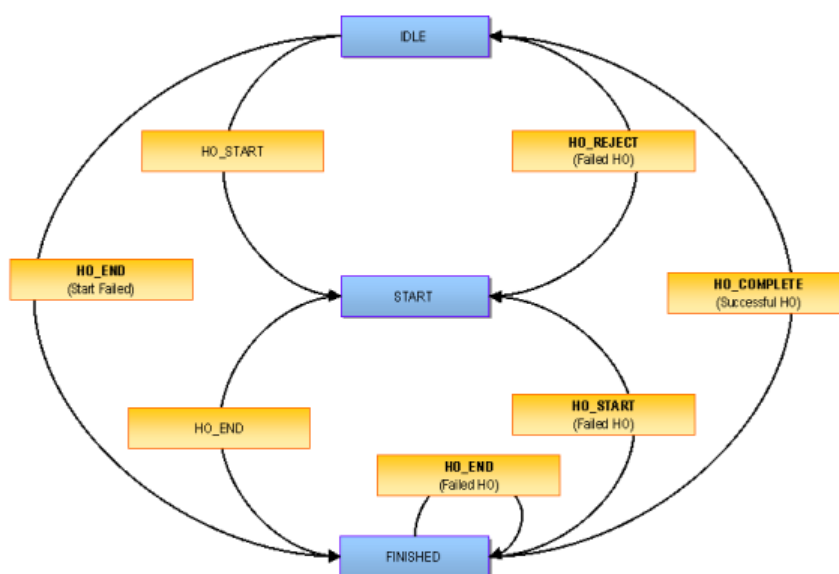 IDLE
HO_START
HO_REJECT
(Failed HO)
HO_END
(Start Failed)
START
HO_COMPLETE
(Successful HO)
HO_END
HO_START
(Failed HO)
HO_END
(Failed HO)
FINISHED